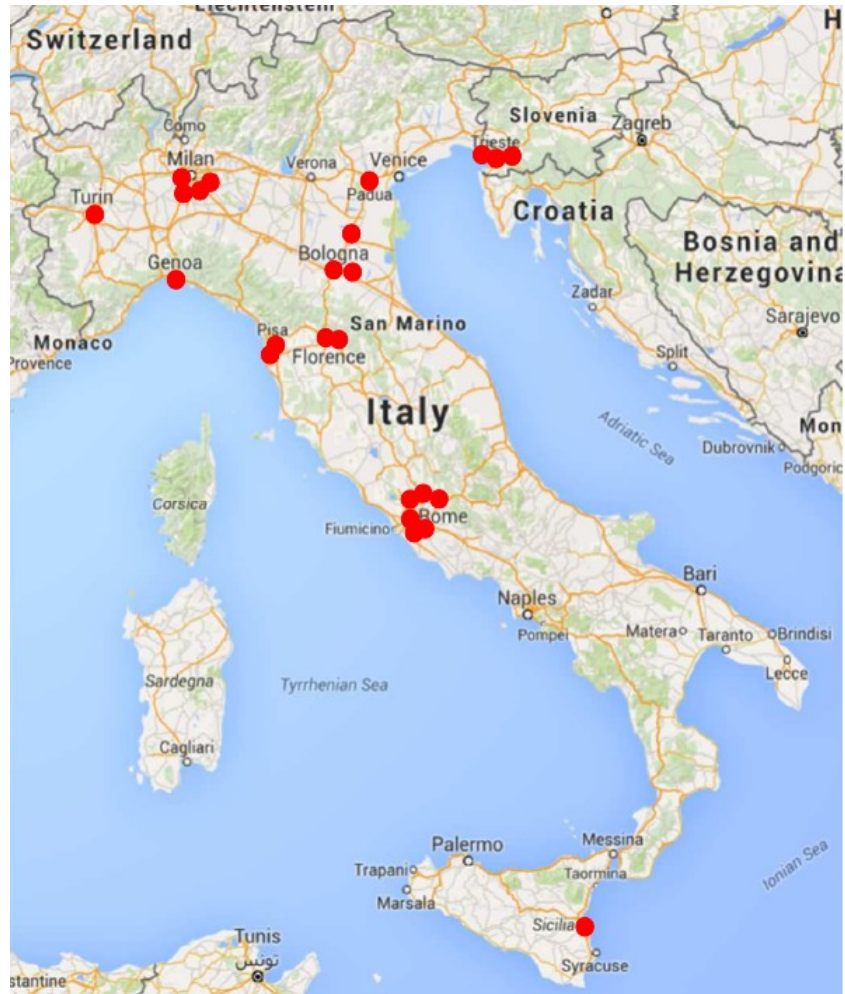 Liechtenstein
H
Switzerland
Como
Slovenia
Zagreb
Trieste
Milan
Verona
Venice
Turin
Padua
Croatia
Genoa
Bologna
Bosnia and
Herzegovina
Zadar
Sarajevo
San Marino
Pisa
Monaco
Florence
Provence
Split
Italy
Adriatic Sea
Mon
Dubrovnik
Podgoric
Corsica
Rome
Fiumicino
Bari
Naples
Pompei
Matera
Taranto
Brindisi
Lecce
Sardegna
Tyrrhenian Sea
Cagliari
Palermo
Messina
Ionian Sea
Trapani
Taormina
Marsala
Sicilia
Tunis
تونس
Syracuse
stantine